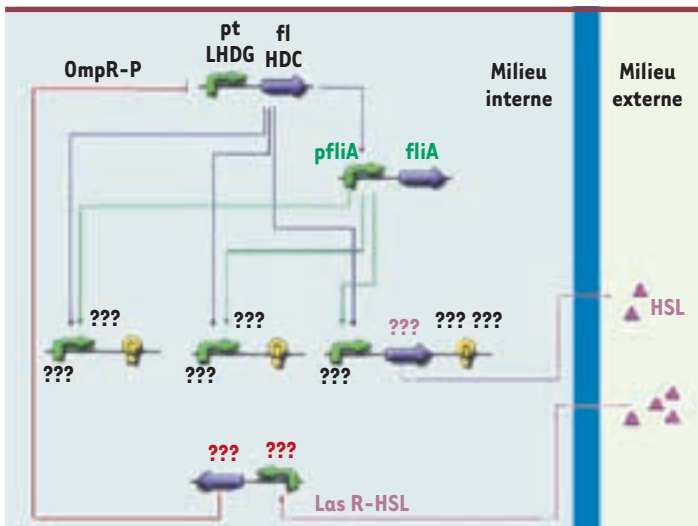 pt
LHDG
fl
HDC
OmpR-P
Milieu
interne
Milieu
externe
pfliA
fliA
HSL
???
???
???
??? ???
???
???
???
???
???
Las R-HSL